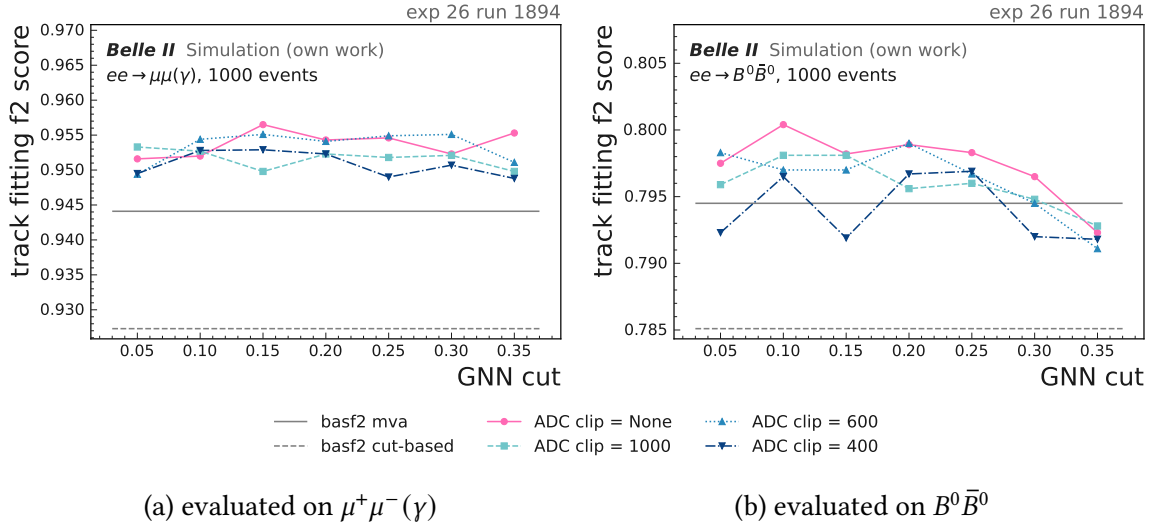 exp 26 run 1894
Belle II Simulation (own work)
ee → μμ(γ), 1000 events
track fitting f2 score
0.970
0.965
0.960
0.955
0.950
0.945
0.940
0.935
0.930
0.05 0.10 0.15 0.20 0.25 0.30 0.35
GNN cut
exp 26 run 1894
Belle II Simulation (own work)
ee → B⁰B̄⁰, 1000 events
track fitting f2 score
0.805
0.800
0.795
0.790
0.785
0.05 0.10 0.15 0.20 0.25 0.30 0.35
GNN cut
basf2 mva ADC clip = None ADC clip = 600
basf2 cut-based ADC clip = 1000 ADC clip = 400
(a) evaluated on μ⁺μ⁻(γ) (b) evaluated on B⁰B̄⁰